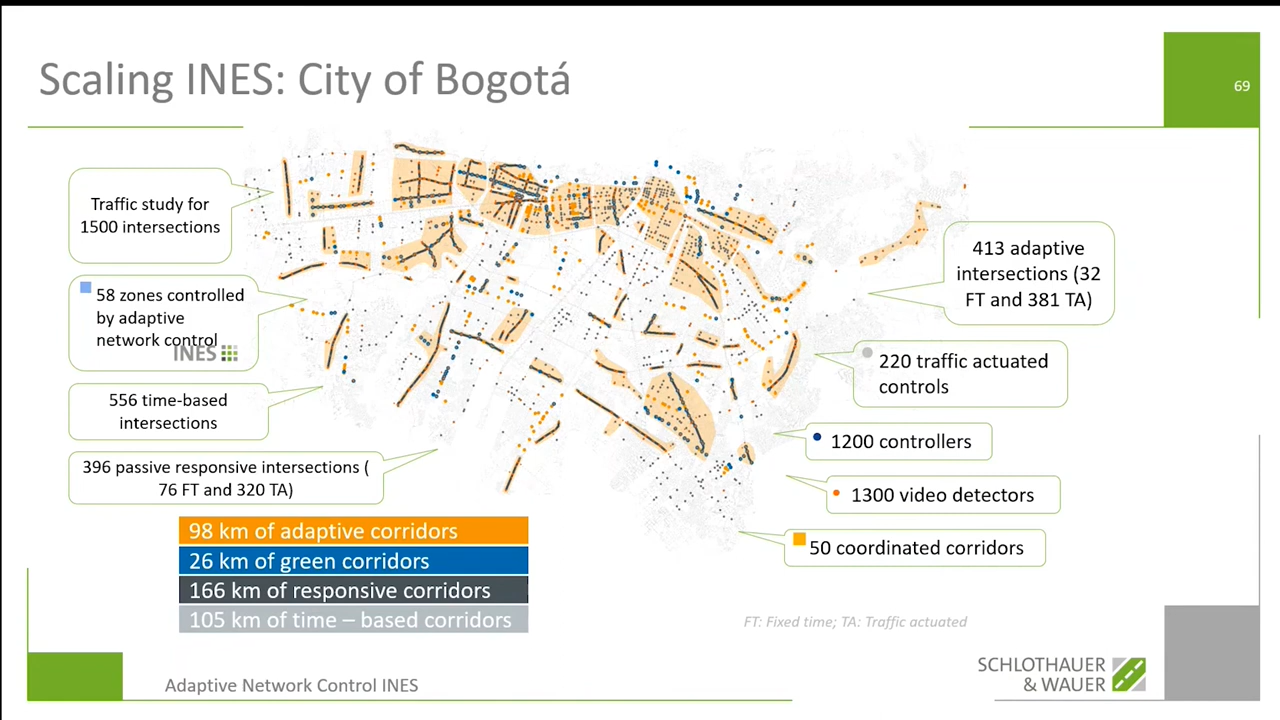 Scaling INES: City of Bogotá
69
Traffic study for
1500 intersections
58 zones controlled
by adaptive
network control
INES
556 time-based
intersections
396 passive responsive intersections (
76 FT and 320 TA)
413 adaptive
intersections (32
FT and 381 TA)
220 traffic actuated
controls
1200 controllers
1300 video detectors
50 coordinated corridors
98 km of adaptive corridors
26 km of green corridors
166 km of responsive corridors
105 km of time – based corridors
FT: Fixed time; TA: Traffic actuated
Adaptive Network Control INES
SCHLOTHAUER
& WAUER